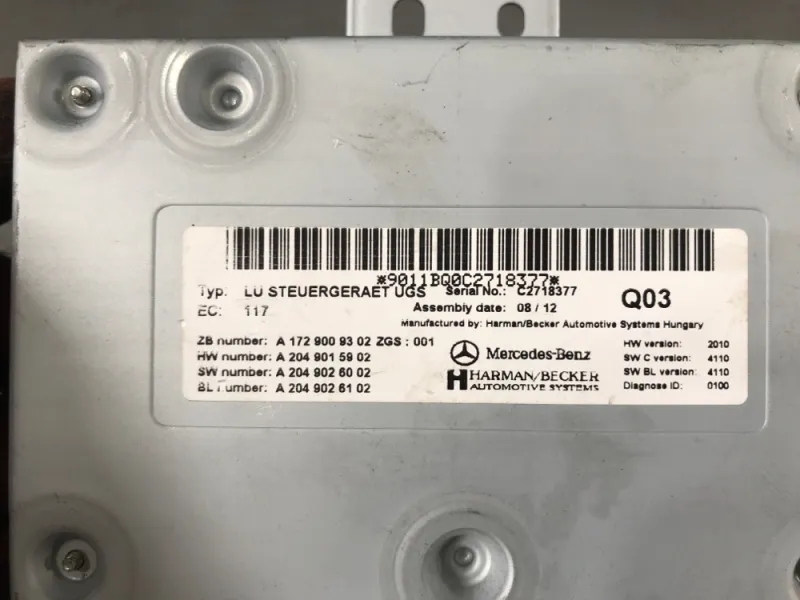 *9011BQ0C2718377*
Typ: LU STEUERGERAET UGS Serial No.: C2718377
EC: 117 Assembly date: 08 / 12 Q03
Manufactured by: Harman/Becker Automotive Systems Hungary
ZB number: A 172 900 93 02 ZGS : 001
HW number: A 204 901 59 02
SW number: A 204 902 60 02
BL number: A 204 902 61 02
Mercedes-Benz
HARMAN/BECKER
AUTOMOTIVE SYSTEMS
HW version: 2010
SW C version: 4110
SW BL version: 4110
Diagnose ID: 0100